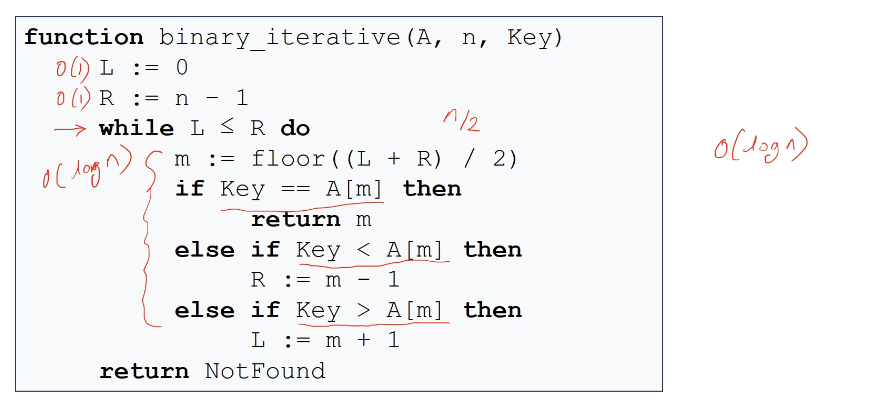 function binary_iterative(A, n, Key)
O(1) L := 0
O(1) R := n - 1
→ while L ≤ R do
n/2
O(log n)
m := floor((L + R) / 2)
O(log n)
if Key == A[m] then
return m
else if Key < A[m] then
R := m - 1
else if Key > A[m] then
L := m + 1
return NotFound